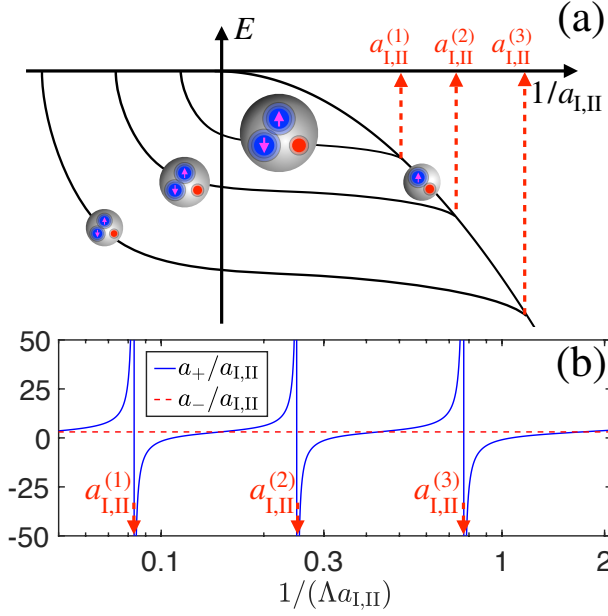 E
(a)
a_{I,II}^{(1)} a_{I,II}^{(2)} a_{I,II}^{(3)}
1/a_{I,II}
50
25
0
-25
-50
(b)
a_+/a_{I,II}
a_-/a_{I,II}
a_{I,II}^{(1)} a_{I,II}^{(2)} a_{I,II}^{(3)}
0.1 0.3 1 2
1/(Λa_{I,II})